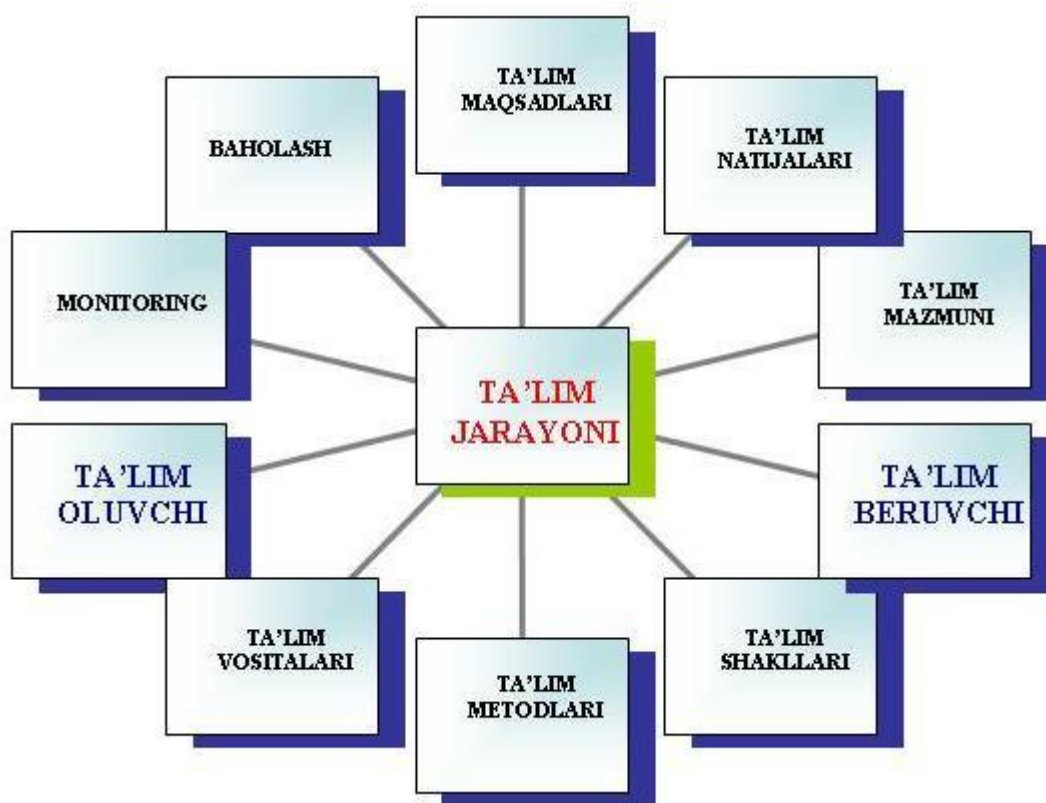 TA’LIM
MAQSADLARI
BAHOLASH
TA’LIM
NATIJALARI
MONITORING
TA’LIM
MAZMUNI
TA’LIM
JARAYONI
TA’LIM
OLUVCHI
TA’LIM
BERUVCHI
TA’LIM
VOSITALARI
TA’LIM
METODLARI
TA’LIM
SHAKLLARI